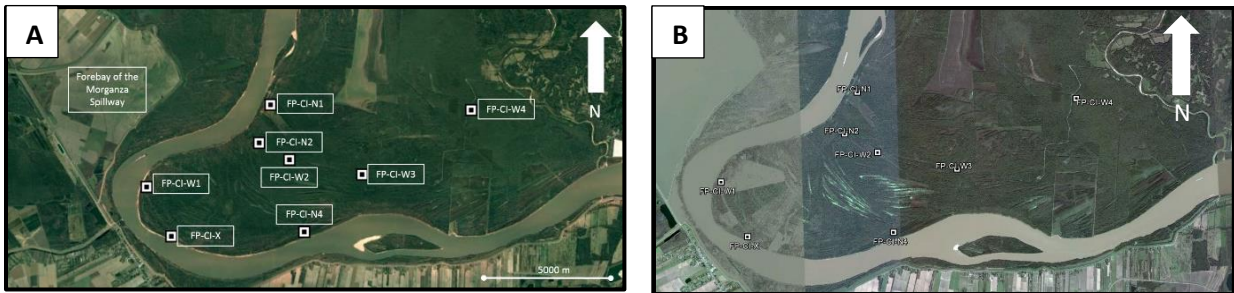 A
Forebay of the
Morganza
Spillway
N
FP-CI-N1
FP-CI-W4
FP-CI-N2
FP-CI-W2
FP-CI-W3
FP-CI-W1
FP-CI-N4
FP-CI-X
5000 m
B
N
FP-CI-N1
FP-CI-W4
FP-CI-N2
FP-CI-W2
FP-CI-W3
FP-CI-W1
FP-CI-N4
FP-CI-X